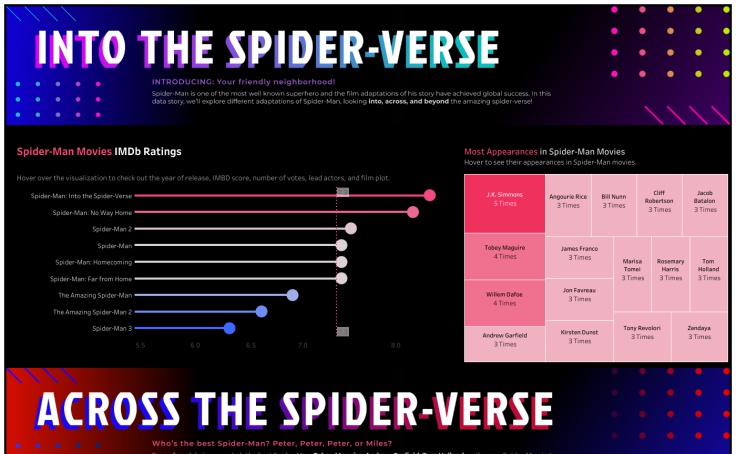 INTO THE SPIDER-VERSE
INTRODUCING: Your friendly neighborhood!
Spider-Man is one of the most well known superhero and the film adaptations of his story have achieved global success. In this
data story, we'll explore different adaptations of Spider-Man, looking into, across, and beyond the amazing spider-verse!
Spider-Man Movies IMDb Ratings
Hover over the visualization to check out the year of release, IMBD score, number of votes, lead actors, and film plot.
Spider-Man: Into the Spider-Verse
Spider-Man: No Way Home
Spider-Man 2
Spider-Man
Spider-Man: Homecoming
Spider-Man: Far from Home
The Amazing Spider-Man
The Amazing Spider-Man 2
Spider-Man 3
5.5 6.0 6.5 7.0 8.0
Most Appearances in Spider-Man Movies
Hover to see their appearances in Spider-Man movies.
J.K. Simmons
5 Times
Tobey Maguire
4 Times
Willem Dafoe
4 Times
Andrew Garfield
3 Times
Angourie Rice
3 Times
Bill Nunn
3 Times
Cliff
Robertson
3 Times
Jacob
Batalon
3 Times
James Franco
3 Times
Jon Favreau
3 Times
Kirsten Dunst
3 Times
Marisa
Tomei
3 Times
Rosemary
Harris
3 Times
Tom
Holland
3 Times
Tony Revolori
3 Times
Zendaya
3 Times
ACROSS THE SPIDER-VERSE
Who's the best Spider-Man? Peter, Peter, Peter, or Miles?